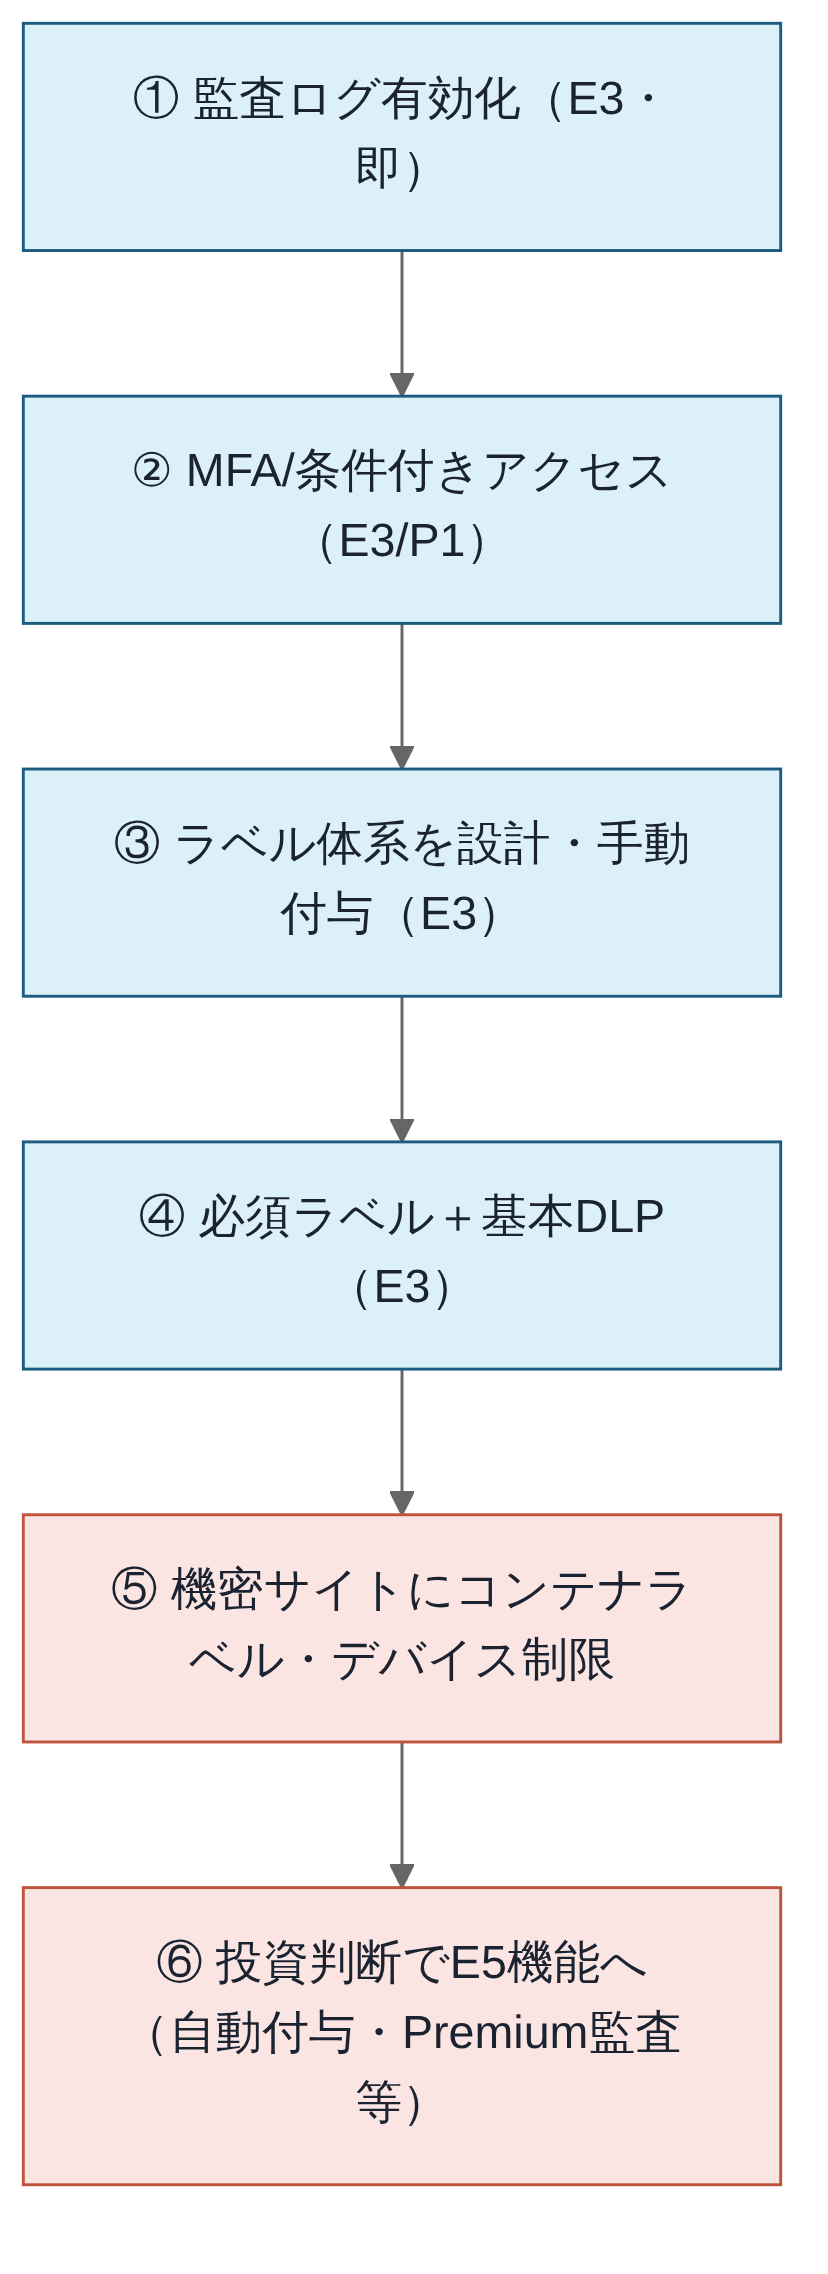 ① 監査ログ有効化（E3・
即）
② MFA/条件付きアクセス
（E3/P1）
③ ラベル体系を設計・手動
付与（E3）
④ 必須ラベル＋基本DLP
（E3）
⑤ 機密サイトにコンテナラ
ベル・デバイス制限
⑥ 投資判断でE5機能へ
（自動付与・Premium監査
等）